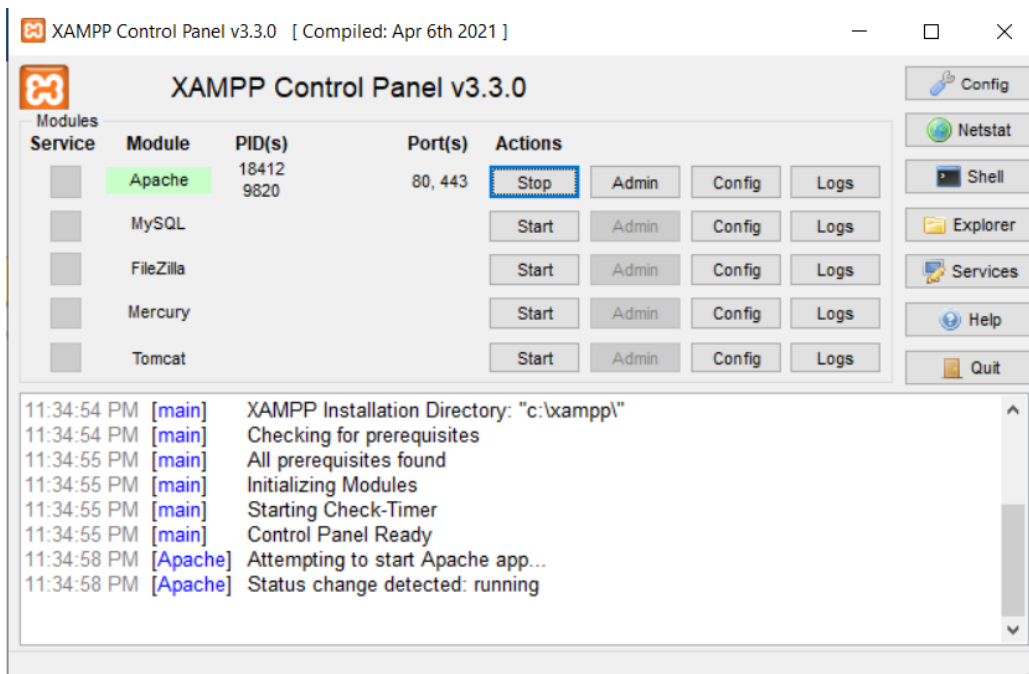 XAMPP Control Panel v3.3.0 [ Compiled: Apr 6th 2021 ]
XAMPP Control Panel v3.3.0
Config
Modules
Service Module PID(s) Port(s) Actions
Netstat
Apache 18412 9820 80, 443 Stop Admin Config Logs
Shell
MySQL Start Admin Config Logs
Explorer
FileZilla Start Admin Config Logs
Services
Mercury Start Admin Config Logs
Help
Tomcat Start Admin Config Logs
Quit
11:34:54 PM [main] XAMPP Installation Directory: "c:\xampp\"
11:34:54 PM [main] Checking for prerequisites
11:34:55 PM [main] All prerequisites found
11:34:55 PM [main] Initializing Modules
11:34:55 PM [main] Starting Check-Timer
11:34:55 PM [main] Control Panel Ready
11:34:58 PM [Apache] Attempting to start Apache app...
11:34:58 PM [Apache] Status change detected: running